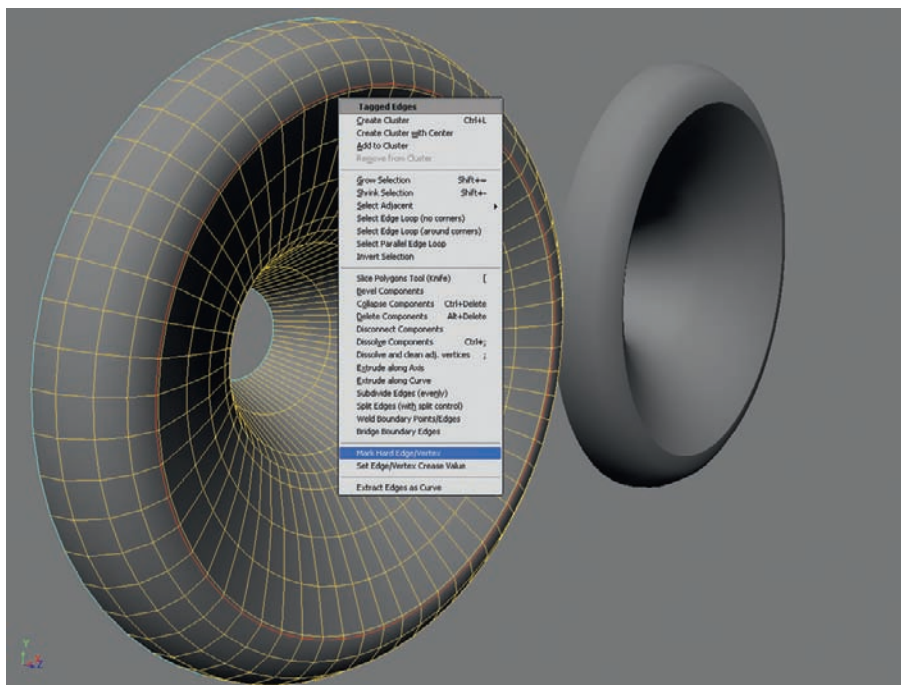 Tagged Edges
Create Cluster Ctrl+L
Create Cluster with Center
Add to Cluster
Remove from Cluster
Grow Selection Shift+=
Shrink Selection Shift+-
Select Adjacent
Select Edge Loop (no corners)
Select Edge Loop (around corners)
Select Parallel Edge Loop
Invert Selection
Slice Polygons Tool (Knife) [
Bevel Components
Collapse Components Ctrl+Delete
Delete Components Alt+Delete
Disconnect Components
Dissolve Components Ctrl+;
Dissolve and clean adj. vertices ;
Extrude along Axis
Extrude along Curve
Subdivide Edges (evenly)
Split Edges (with split control)
Weld Boundary Points/Edges
Bridge Boundary Edges
Mark Hard Edge/Vertex
Set Edge/Vertex Crease Value
Extract Edges as Curve
Y
Z